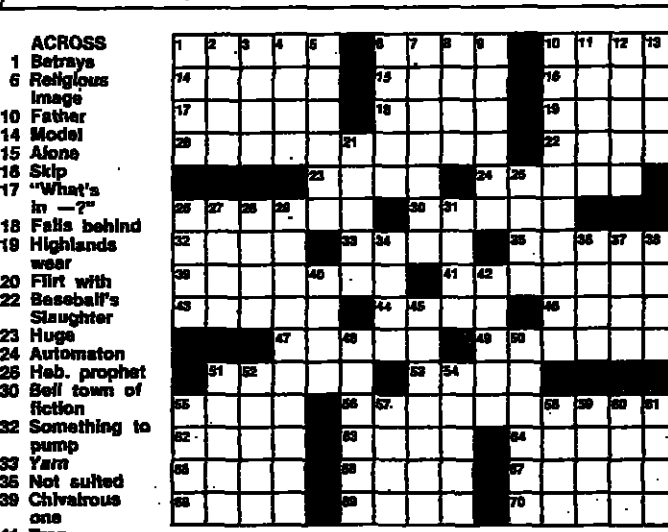 ACROSS
1 Betrays
6 Religious
image
10 Father
14 Model
15 Alone
16 Skip
17 "What's
in —?"
18 Falls behind
19 Highlands
wear
20 Flirt with
22 Baseball's
Slaughter
23 Huge
24 Automaton
26 Heb. prophet
30 Bell town of
fiction
32 Something to
pump
33 Yarn
35 Not suited
39 Chivalrous
one
1 2 3 4 5 6 7 8 9 10 11 12 13
14 15 16
17 18 19
20 21 22
23 24 25
26 27 28 29 30 31
32 33 34 35 36 37 38
39 40 41 42
43 44 45 46
47 48 49 50
51 52 53 54
55 56 57 58 59 60 61
62 63 64
65 66 67
68 69 70